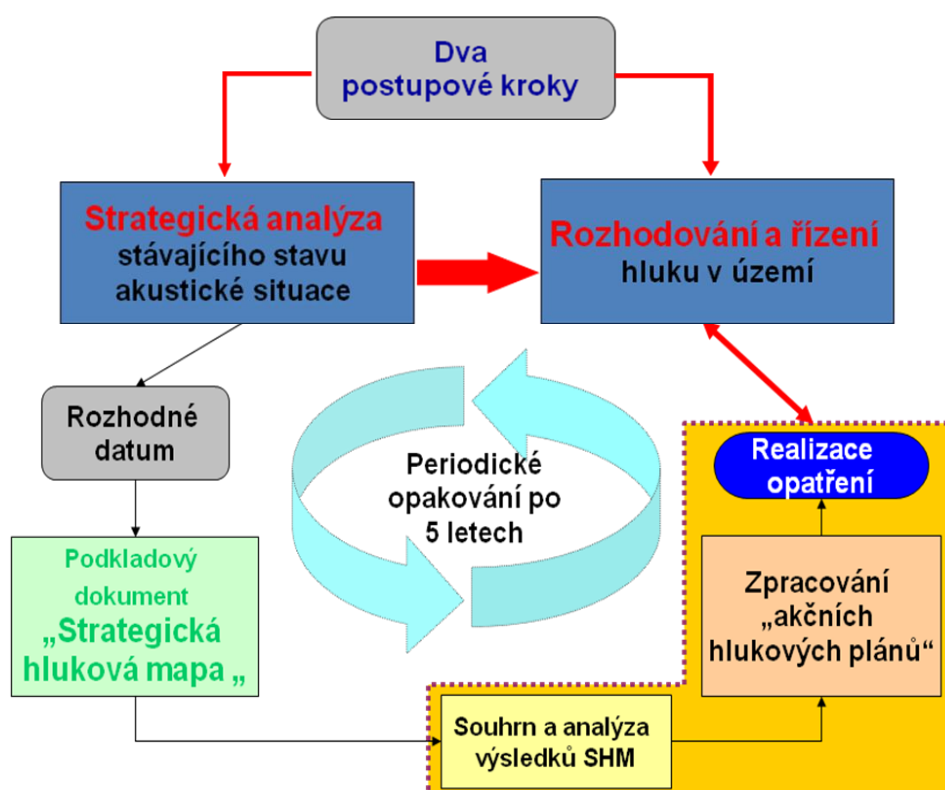 Dva
postupové kroky
Strategická analýza
stávajícího stavu
akustické situace
Rozhodování a řízení
hluku v území
Rozhodné
datum
Periodické
opakování po
5 letech
Realizace
opatření
Podkladový
dokument
„Strategická
hluková mapa „
Zpracování
„akčních
hlukových plánů“
Souhrn a analýza
výsledků SHM